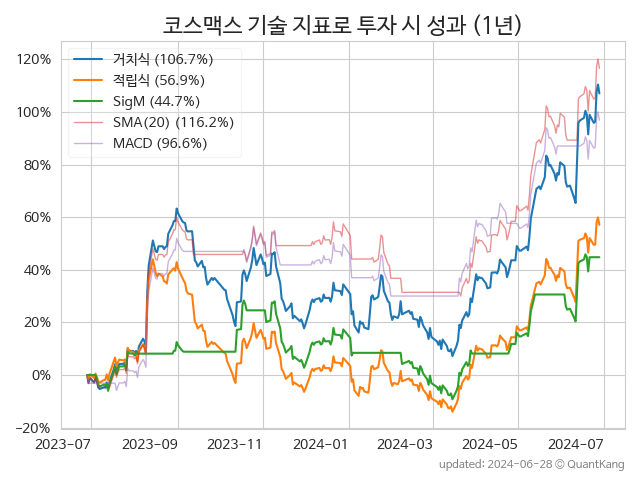 코스맥스 기술 지표로 투자 시 성과 (1년)
거치식 (106.7%)
적립식 (56.9%)
SigM (44.7%)
SMA(20) (116.2%)
MACD (96.6%)
120%
100%
80%
60%
40%
20%
0%
−20%
2023-07 2023-09 2023-11 2024-01 2024-03 2024-05 2024-07
updated: 2024-06-28 © QuantKang